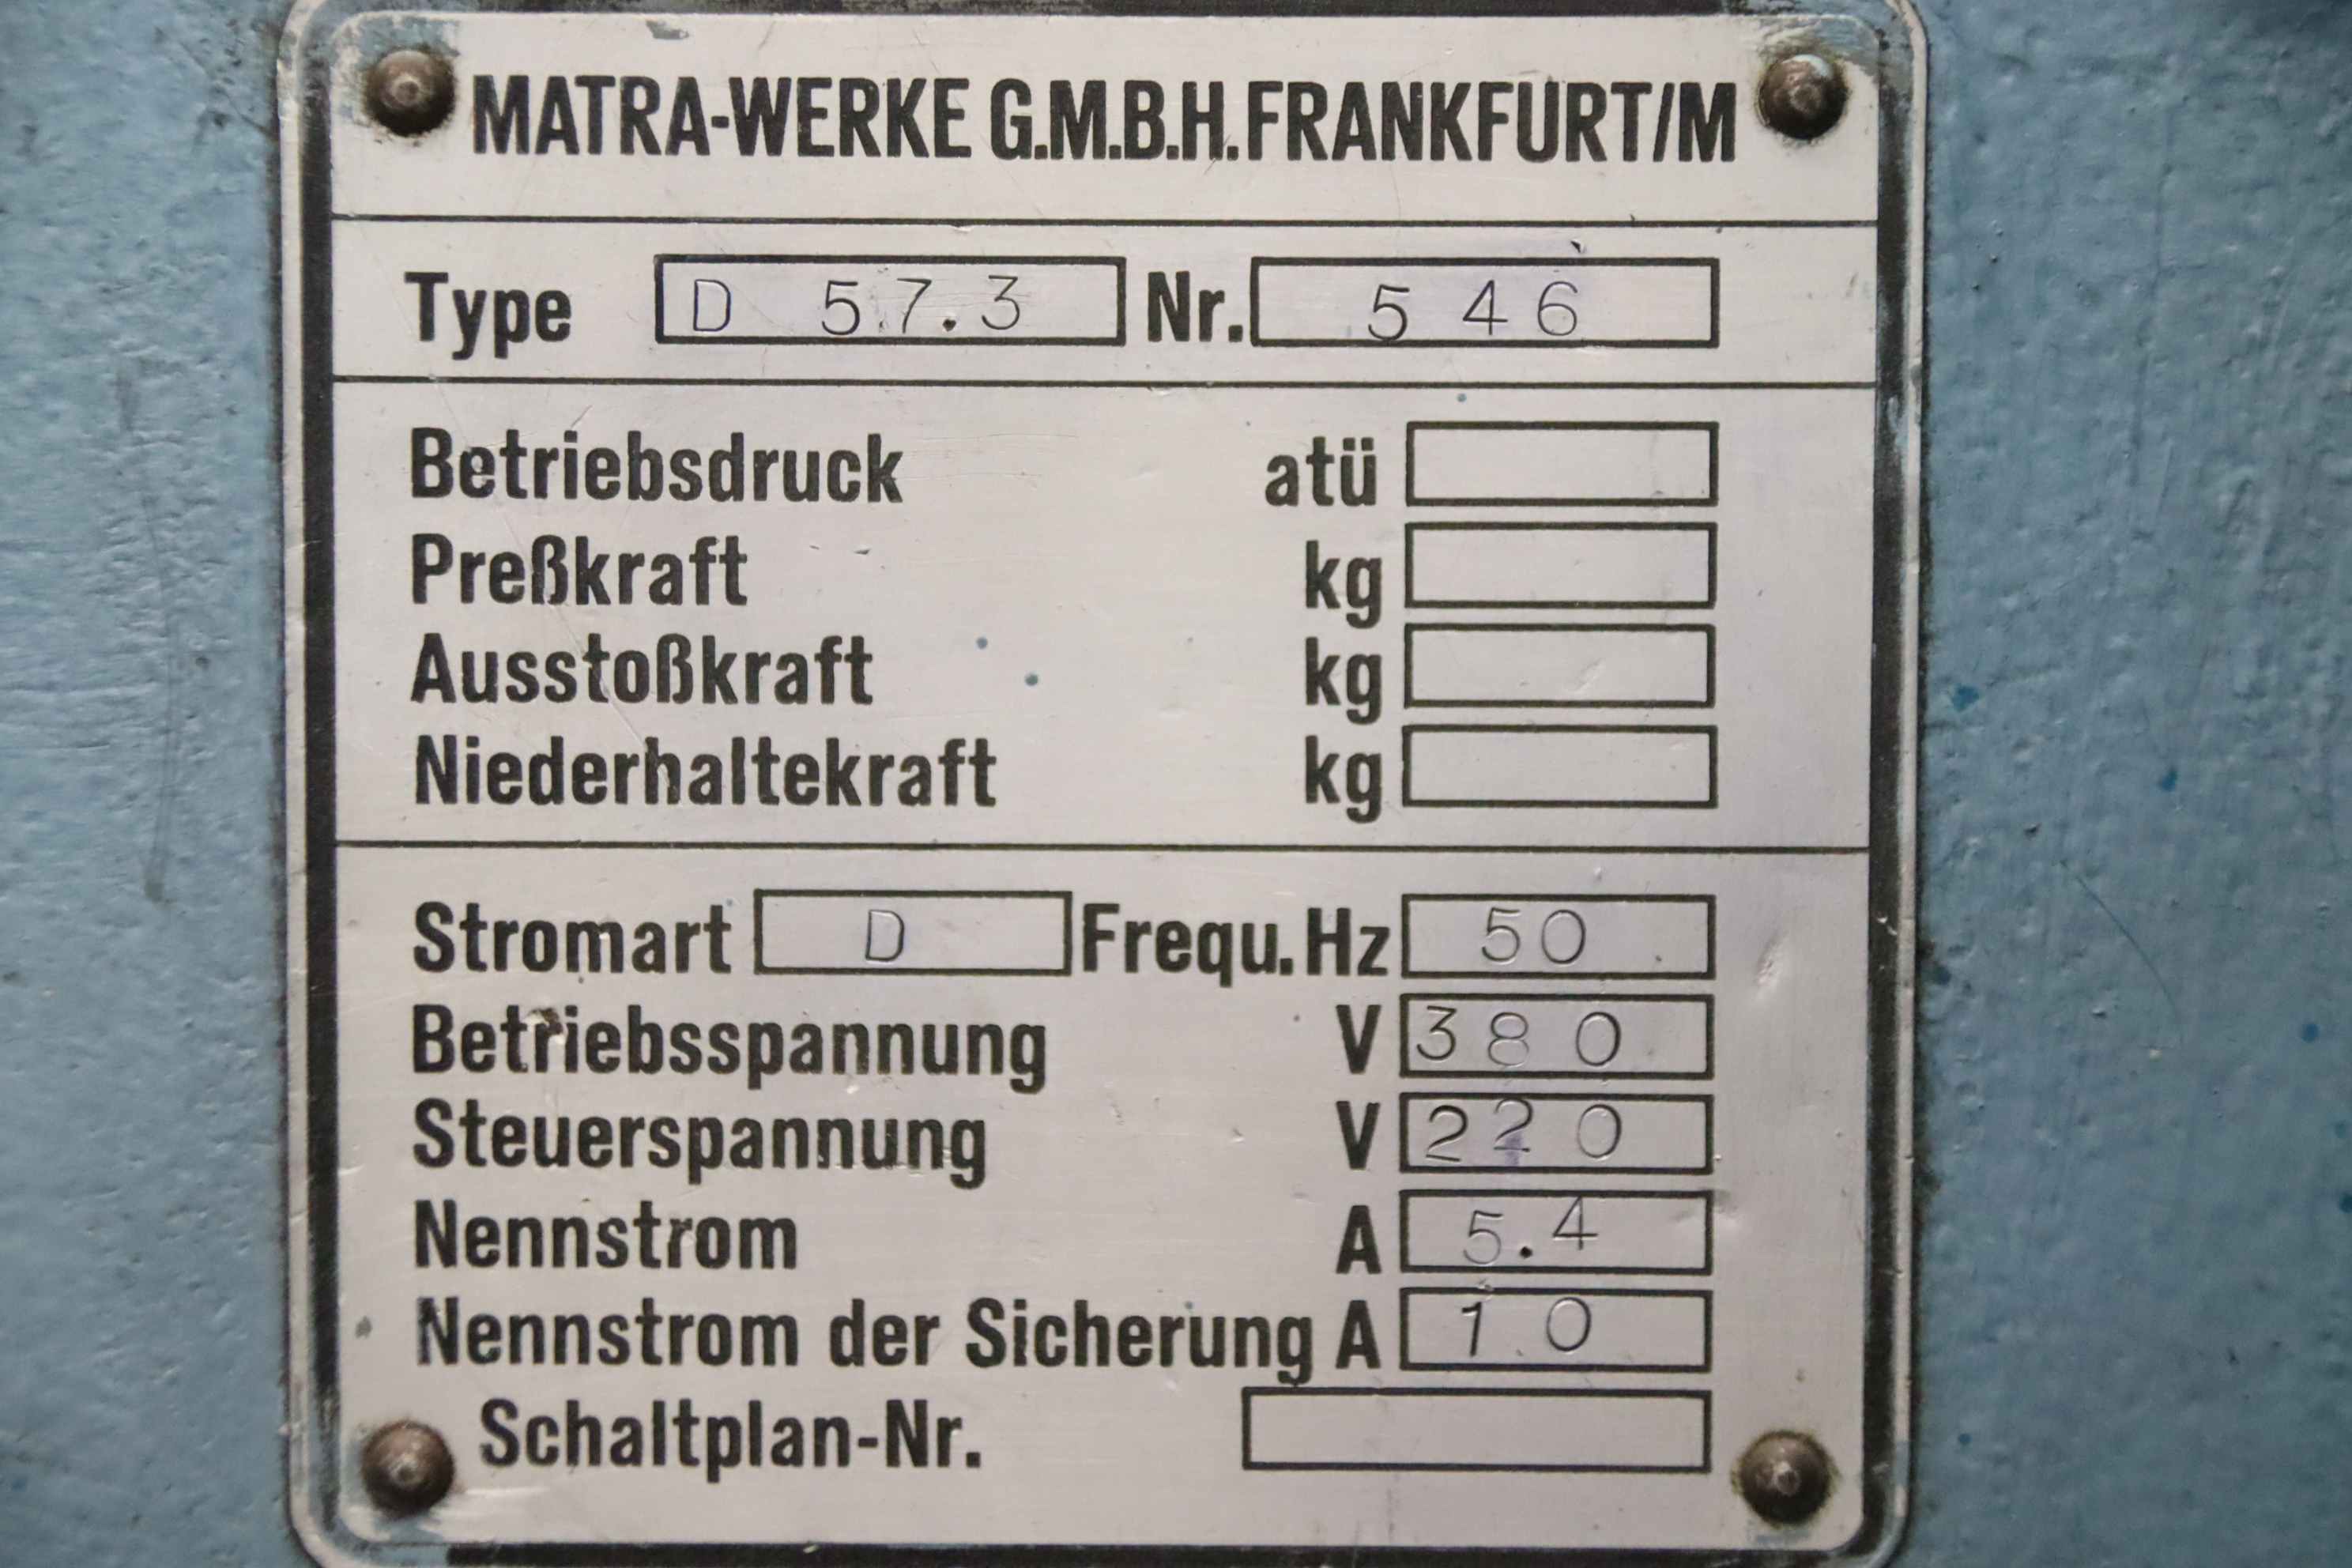 MATRA-WERKE G.M.B.H. FRANKFURT/M
Type D 57.3 Nr. 546
Betriebsdruck atü
Preßkraft kg
Ausstoßkraft kg
Niederhaltekraft kg
Stromart D Frequ. Hz 50
Betriebsspannung V 380
Steuerspannung V 220
Nennstrom A 5.4
Nennstrom der Sicherung A 10
Schaltplan-Nr.